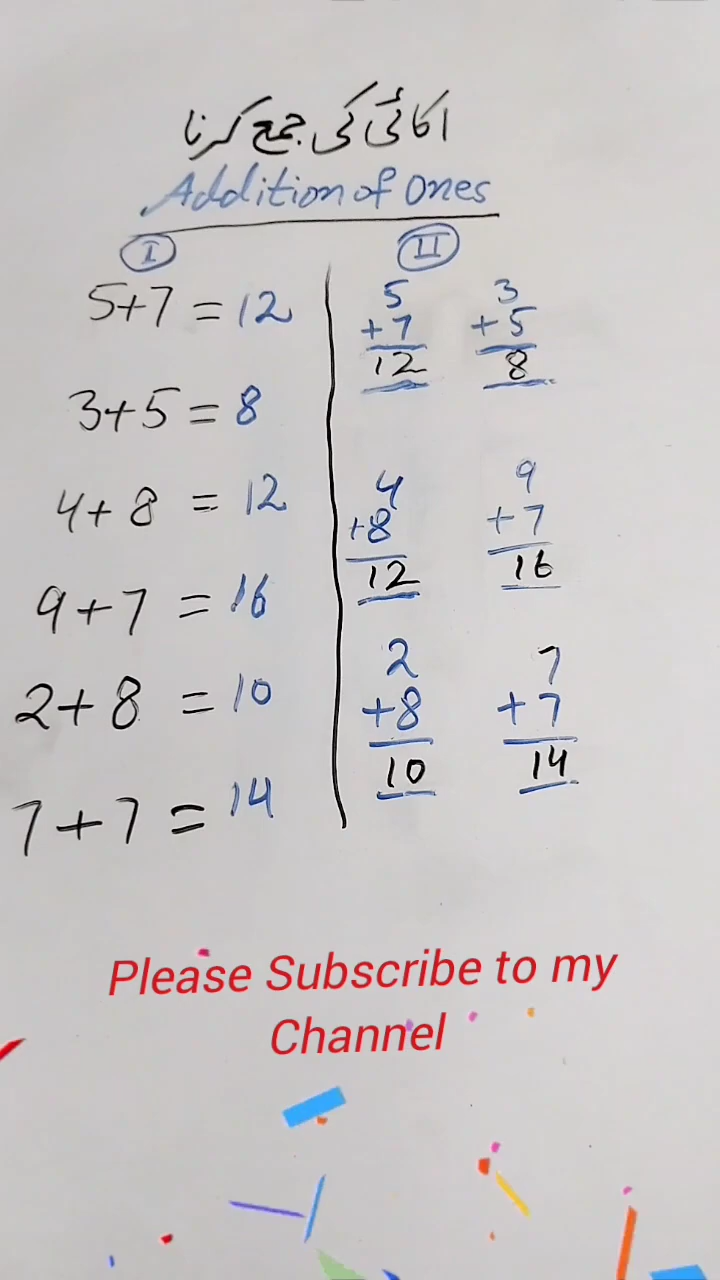 اکائی کی جمع کرنا
Addition of ones
I
5+7 = 12
3+5 = 8
4+8 = 12
9+7 = 16
2+8 = 10
7+7 = 14
II
5
+7
12
3
+5
8
4
+8
12
9
+7
16
2
+8
10
7
+7
14
Please Subscribe to my
Channel